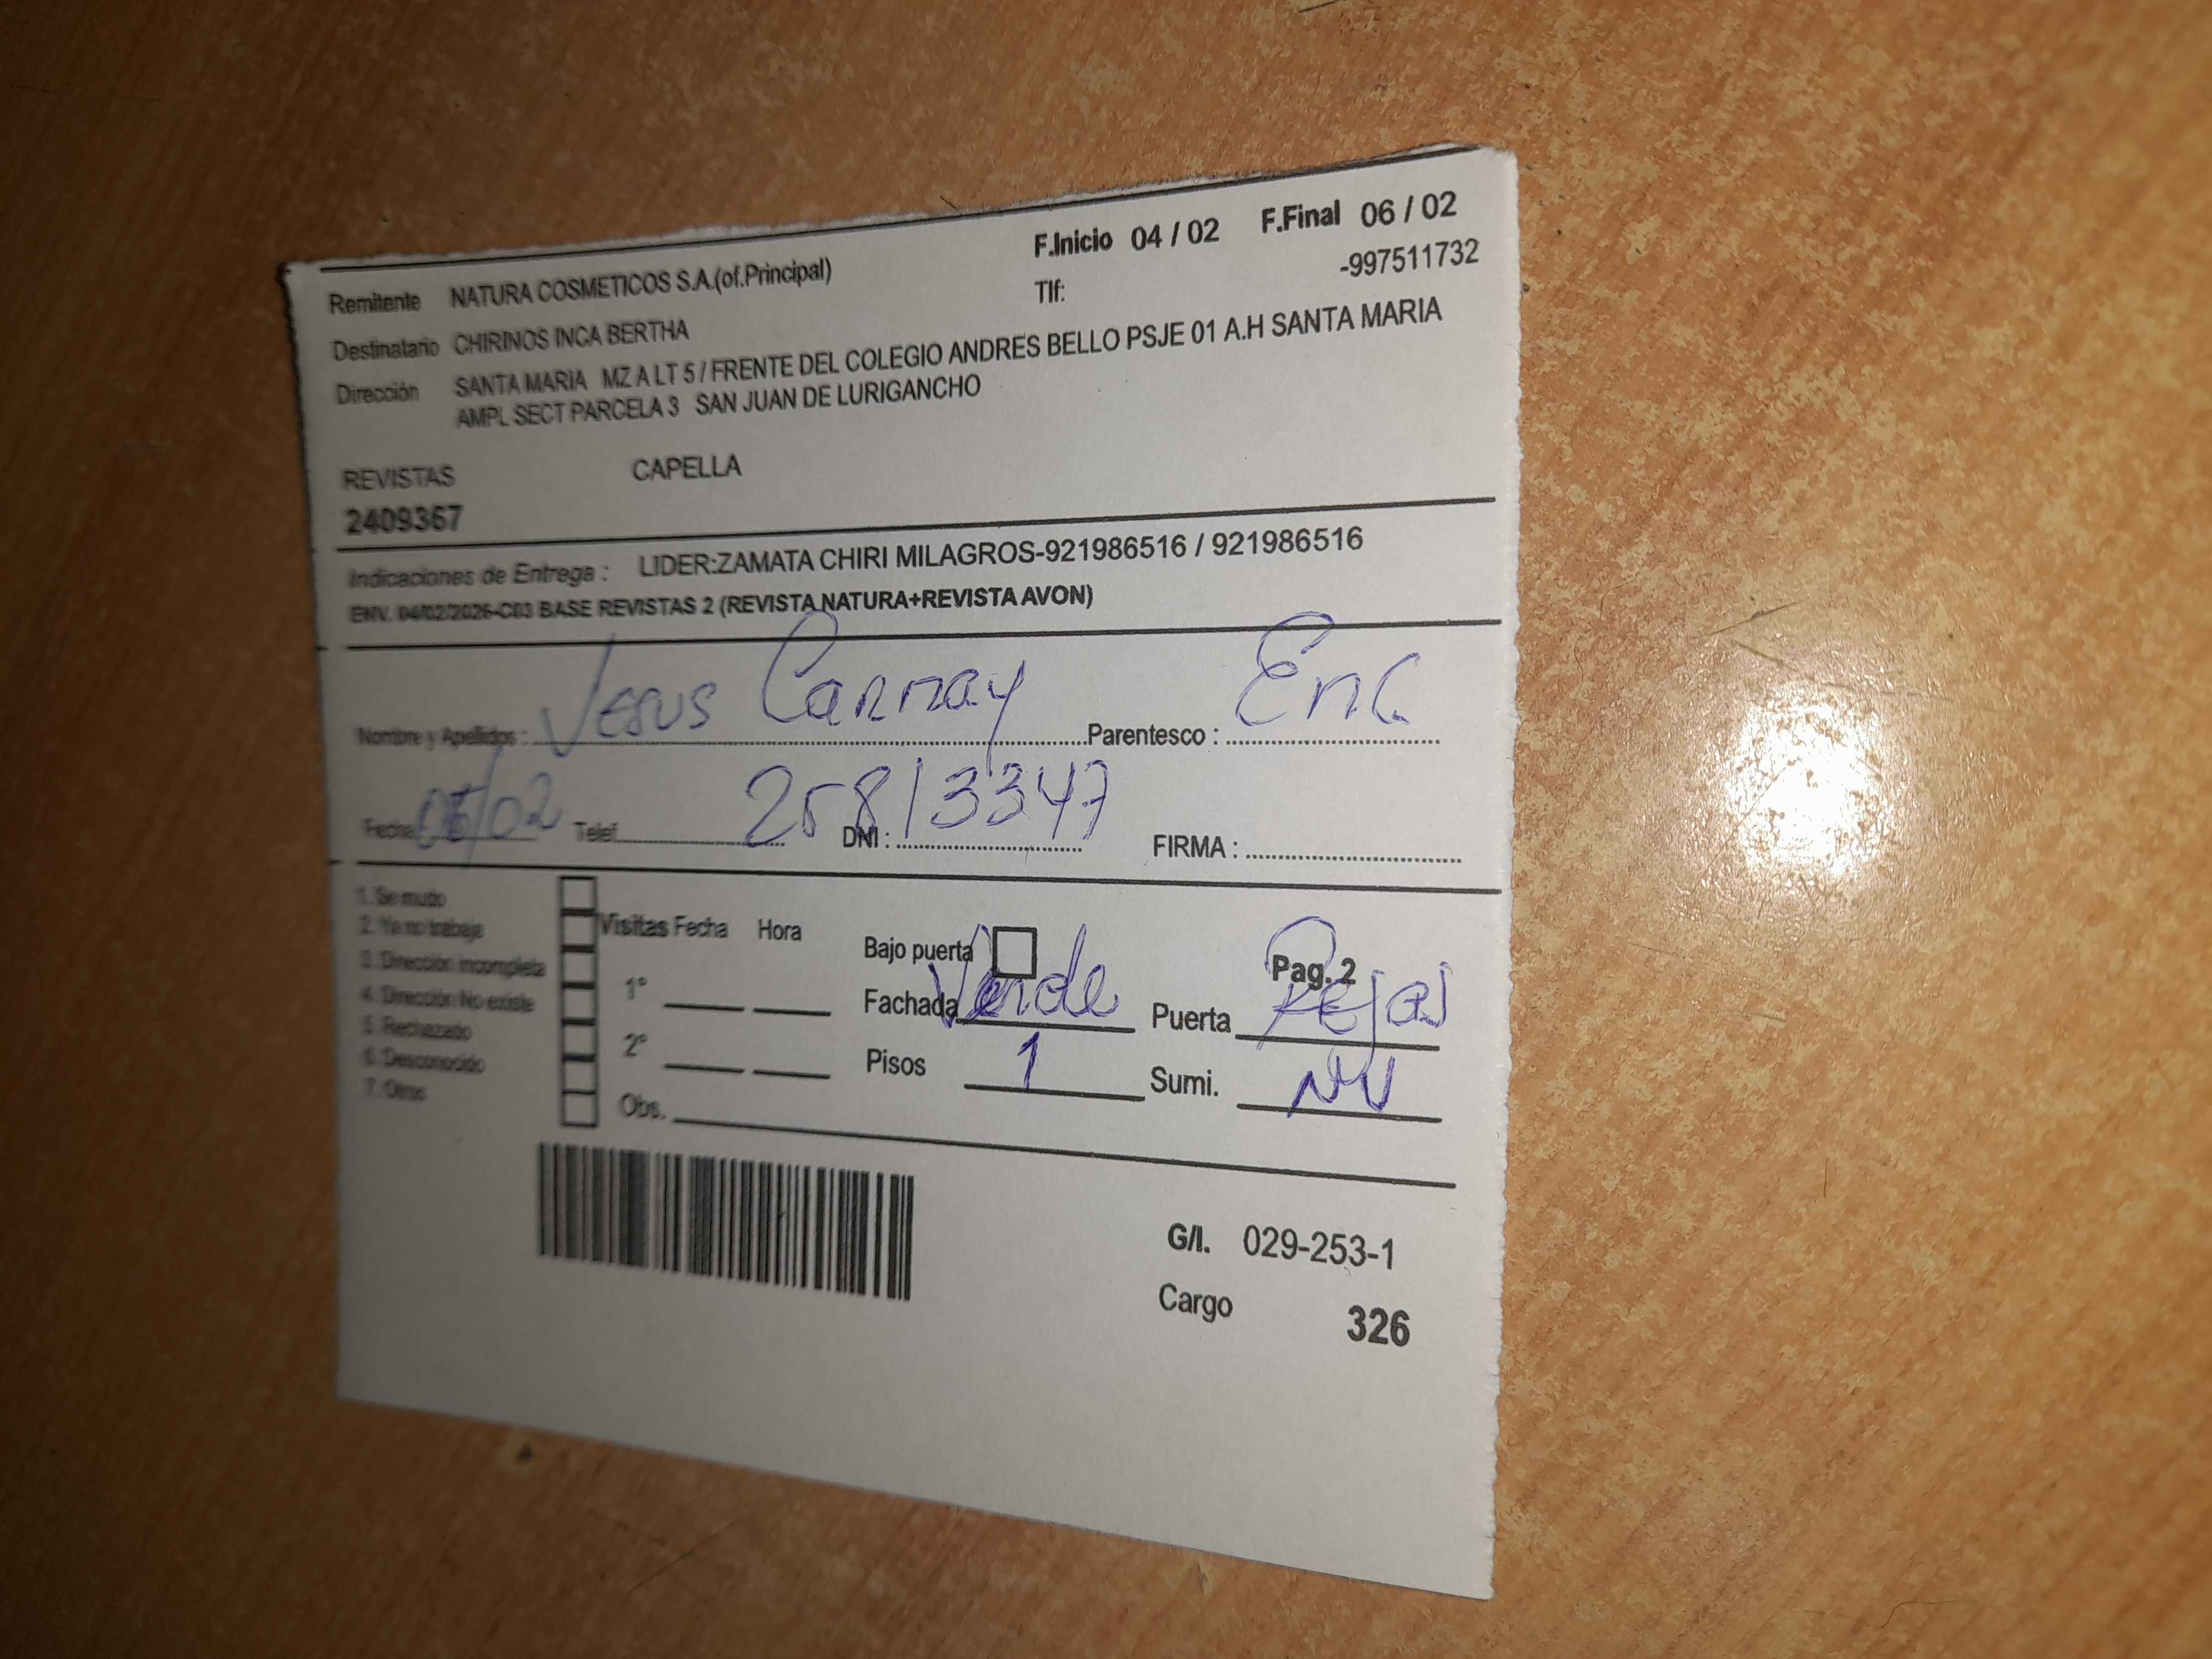 F.Inicio 04 / 02 F.Final 06 / 02
Remitente NATURA COSMETICOS S.A.(of.Principal) Tlf: -997511732
Destinatario CHIRINOS INCA BERTHA
Dirección SANTA MARIA MZ A LT 5 / FRENTE DEL COLEGIO ANDRES BELLO PSJE 01 A.H SANTA MARIA
AMPL SECT PARCELA 3 SAN JUAN DE LURIGANCHO
REVISTAS CAPELLA
2409367
Indicaciones de Entrega : LIDER:ZAMATA CHIRI MILAGROS-921986516 / 921986516
ENV. 04/02/2026-C03 BASE REVISTAS 2 (REVISTA NATURA+REVISTA AVON)
Nombre y Apellidos : Jesus Parentesco : Enc
Fecha 05/02 Telef. DNI : 25813347 FIRMA :
1. Se mudo
2. Ya no trabaja
3. Dirección incompleta
4. Dirección No existe
5. Rechazado
6. Desconocido
7. Otros
Visitas Fecha Hora
1°
2°
Obs.
Bajo puerta Pag. 2
Fachada Verde Puerta Rejas
Pisos 1 Sumi. NV
G/I. 029-253-1
Cargo 326